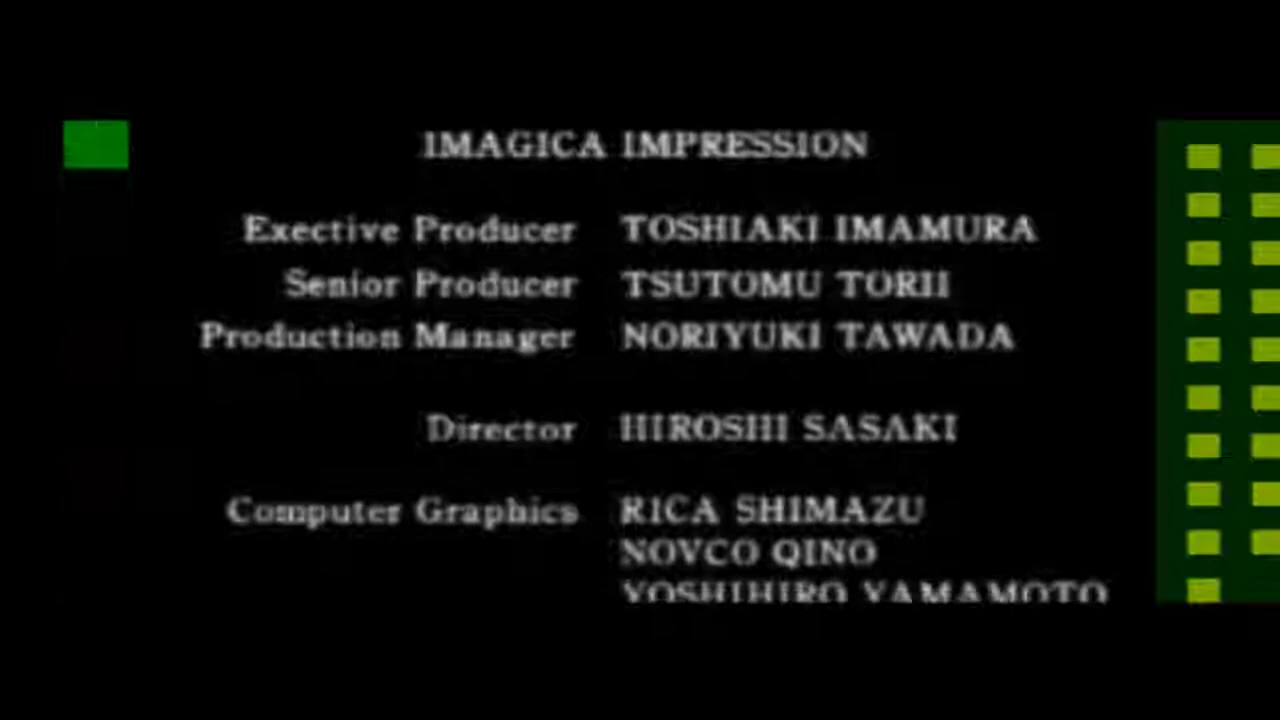 IMAGICA IMPRESSION
Exective Producer TOSHIAKI IMAMURA
Senior Producer TSUTOMU TORII
Production Manager NORIYUKI TAWADA
Director HIROSHI SASAKI
Computer Graphics RICA SHIMAZU
NOVCO QINO
YOSHIHIRO YAMAMOTO